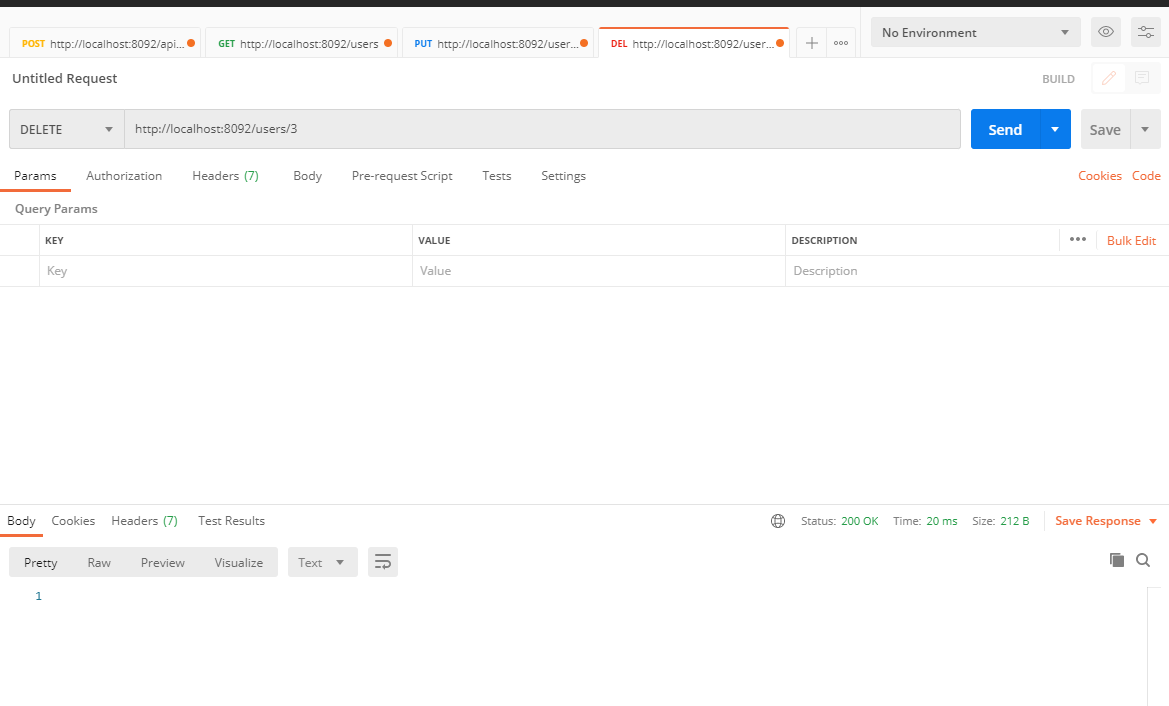 POST http://localhost:8092/api... GET http://localhost:8092/users PUT http://localhost:8092/user... DEL http://localhost:8092/user... No Environment
Untitled Request BUILD
DELETE http://localhost:8092/users/3 Send Save
Params Authorization Headers (7) Body Pre-request Script Tests Settings Cookies Code
Query Params
KEY VALUE DESCRIPTION ••• Bulk Edit
Key Value Description
Body Cookies Headers (7) Test Results Status: 200 OK Time: 20 ms Size: 212 B Save Response
Pretty Raw Preview Visualize Text
1